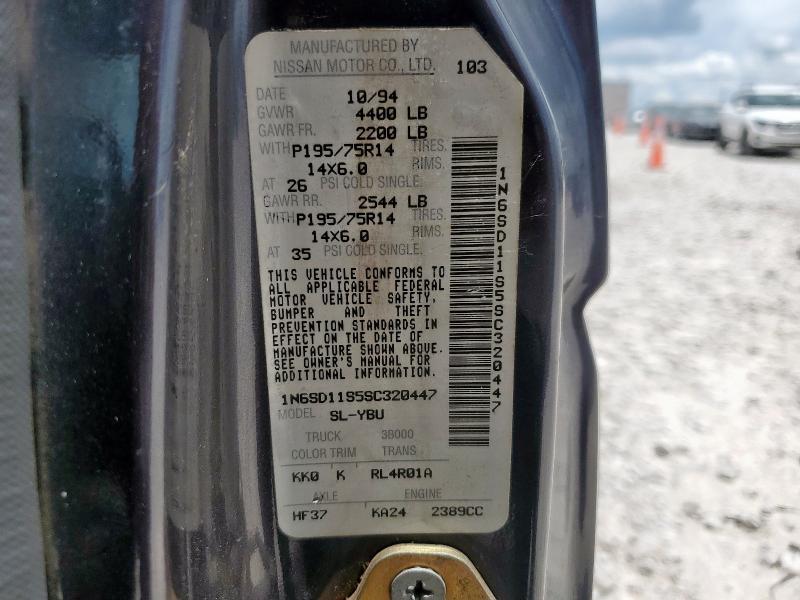 MANUFACTURED BY
NISSAN MOTOR CO., LTD. 103
DATE 10/94
GVWR 4400 LB
GAWR FR. 2200 LB
WITH P195/75R14 TIRES.
14X6.0 RIMS.
AT 26 PSI COLD SINGLE.
GAWR RR. 2544 LB
WITH P195/75R14 TIRES.
14X6.0 RIMS.
AT 35 PSI COLD SINGLE.
THIS VEHICLE CONFORMS TO
ALL APPLICABLE FEDERAL
MOTOR VEHICLE SAFETY,
BUMPER AND THEFT
PREVENTION STANDARDS IN
EFFECT ON THE DATE OF
MANUFACTURE SHOWN ABOVE.
SEE OWNER'S MANUAL FOR
ADDITIONAL INFORMATION.
1N6SD11S5SC320447
MODEL SL-YBU
TRUCK 3B000
COLOR TRIM TRANS
KK0 K RL4R01A
AXLE ENGINE
HF37 KA24 2389CC
1N6SD11S5SC320447